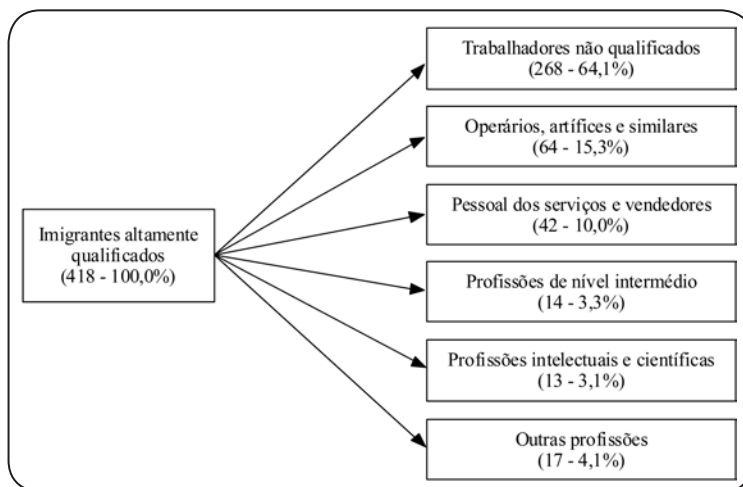 Imigrantes altamente
qualificados
(418 - 100,0%)
Trabalhadores não qualificados
(268 - 64,1%)
Operários, artífices e similares
(64 - 15,3%)
Pessoal dos serviços e vendedores
(42 - 10,0%)
Profissões de nível intermédio
(14 - 3,3%)
Profissões intelectuais e científicas
(13 - 3,1%)
Outras profissões
(17 - 4,1%)